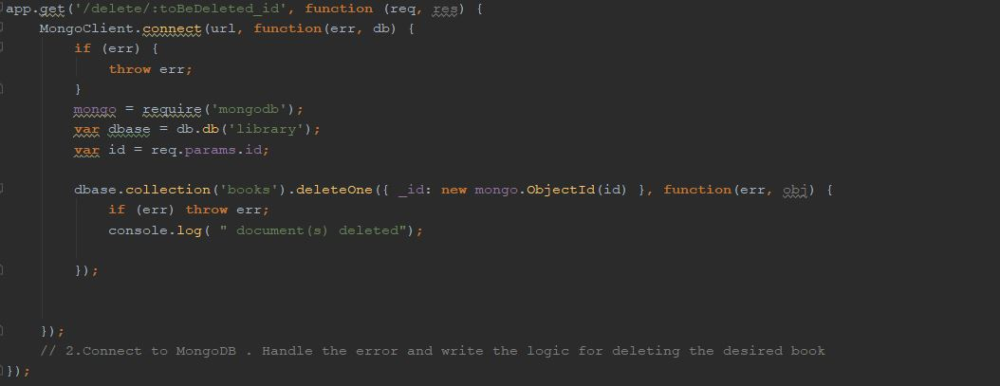 app.get('/delete/:toBeDeleted_id', function (req, res) {
MongoClient.connect(url, function(err, db) {
if (err) {
throw err;
}
mongo = require('mongodb');
var dbase = db.db('library');
var id = req.params.id;
dbase.collection('books').deleteOne({ _id: new mongo.ObjectId(id) }, function(err, obj) {
if (err) throw err;
console.log( " document(s) deleted");
});
});
// 2.Connect to MongoDB . Handle the error and write the logic for deleting the desired book
});